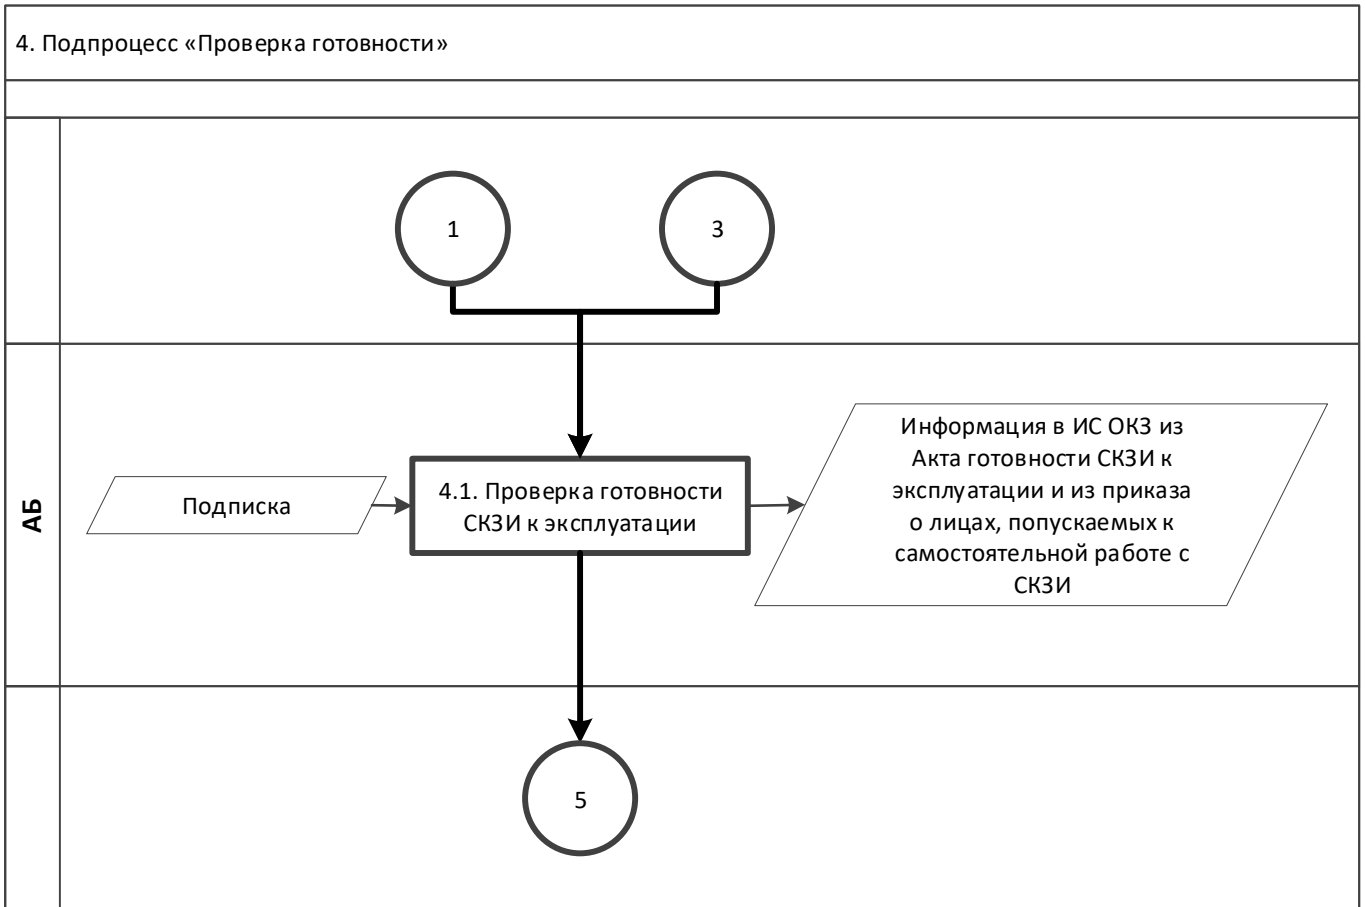 4. Подпроцесс «Проверка готовности»
1
3
АБ
Подписка
4.1. Проверка готовности
СКЗИ к эксплуатации
Информация в ИС ОКЗ из
Акта готовности СКЗИ к
эксплуатации и из приказа
о лицах, попускаемых к
самостоятельной работе с
СКЗИ
5